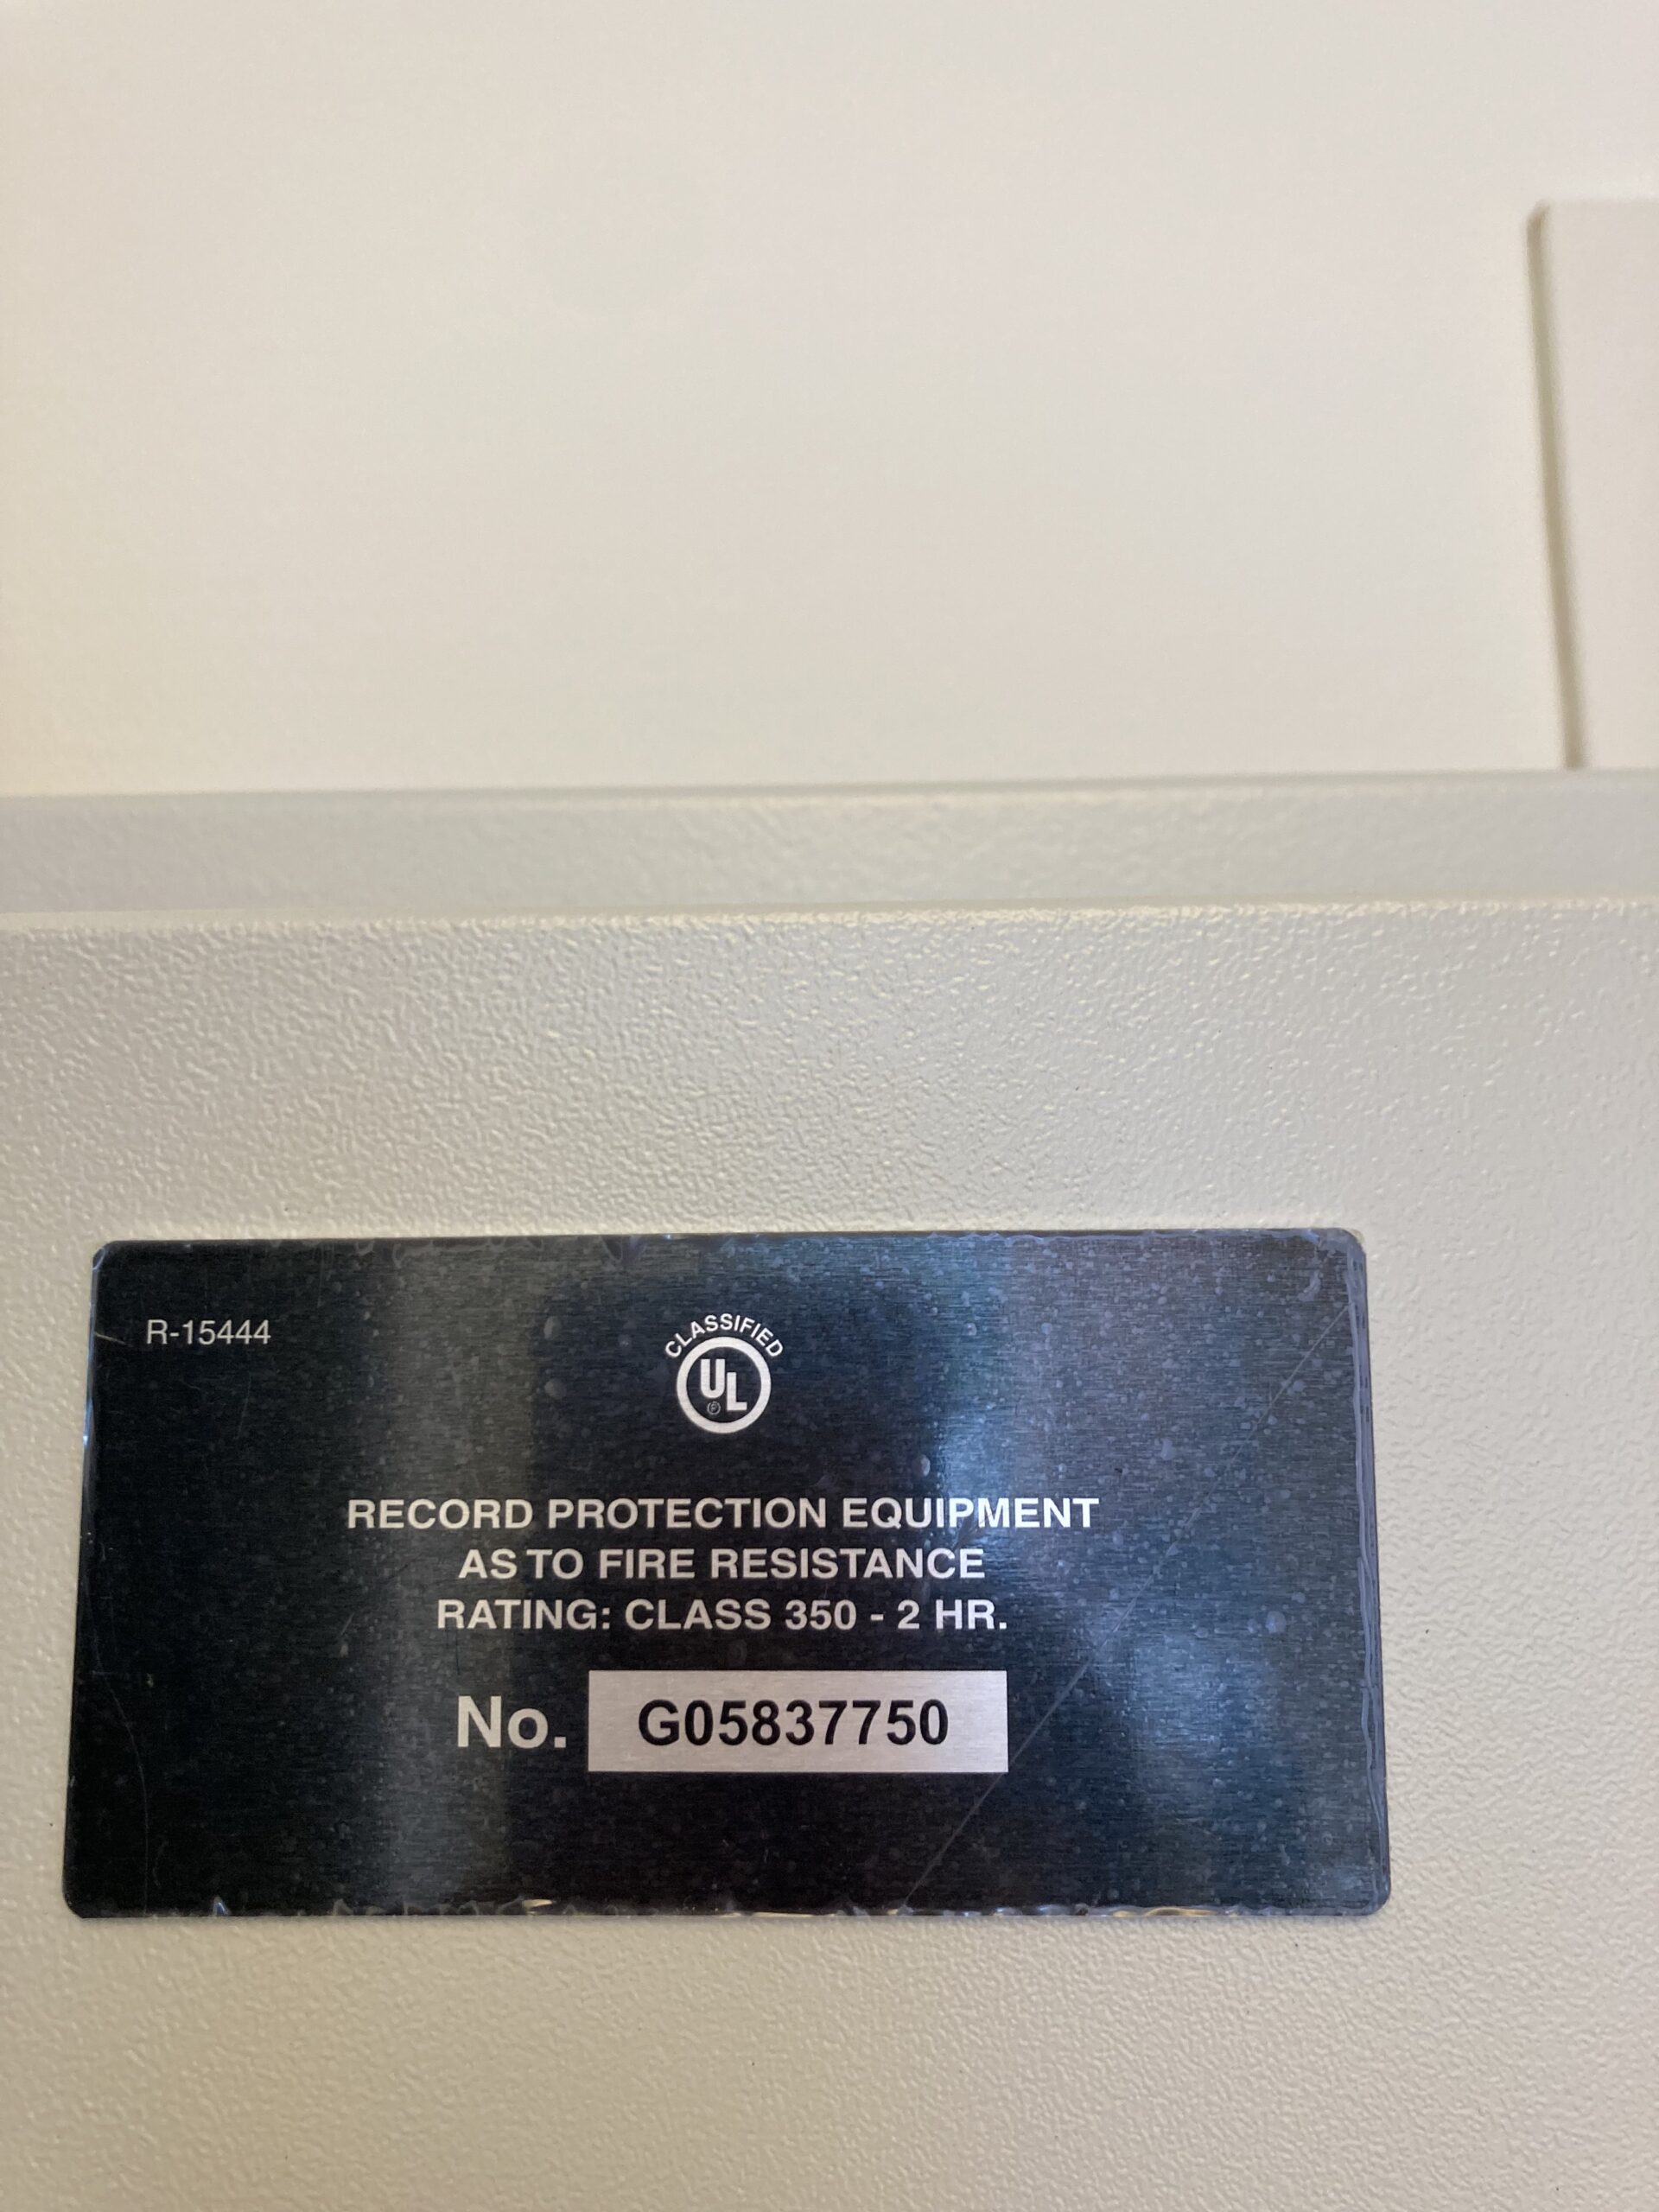 R-15444
CLASSIFIED
UL
®
RECORD PROTECTION EQUIPMENT
AS TO FIRE RESISTANCE
RATING: CLASS 350 - 2 HR.
No. G05837750